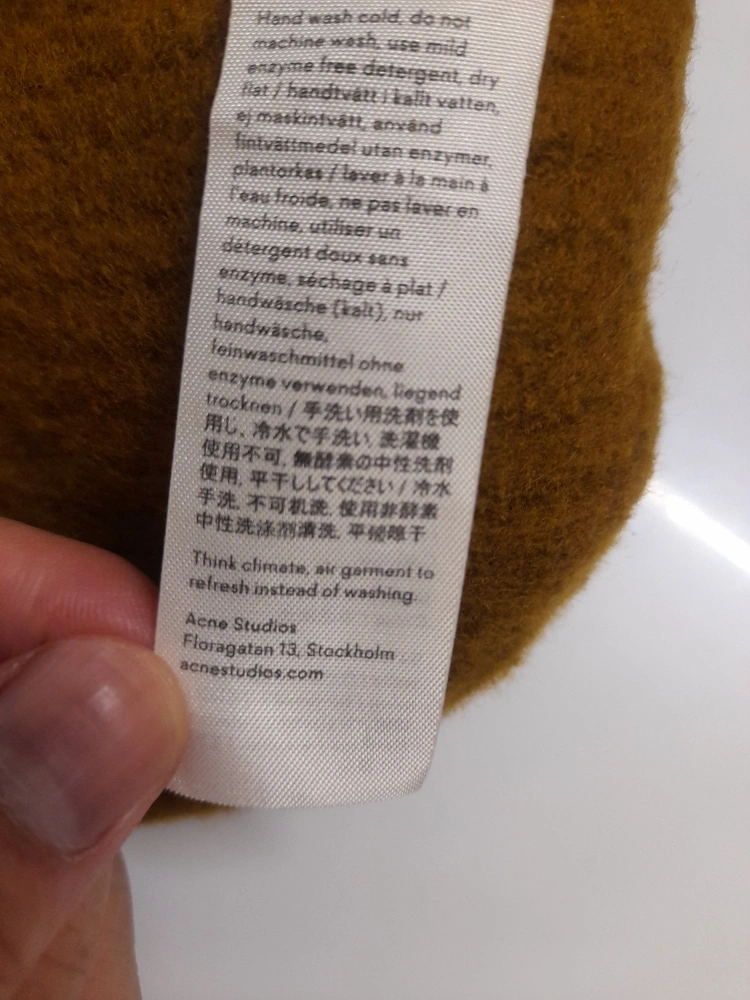 Hand wash cold, do not
machine wash, use mild
enzyme free detergent, dry
flat / handtvätt i kallt vatten,
ej maskintvätt, använd
fintvättmedel utan enzymer,
plantorkas / laver à la main à
l'eau froide, ne pas laver en
machine, utiliser un
détergent doux sans
enzyme, séchage à plat /
handwäsche (kalt), nur
handwäsche,
feinwaschmittel ohne
enzyme verwenden, liegend
trocknen / 手洗い用洗剤を使
用し、冷水で手洗い, 洗濯機
使用不可, 無酵素の中性洗剤
使用, 平干ししてください / 冷水
手洗, 不可机洗, 使用非酵素
中性洗涤剂清洗, 平铺晾干
Think climate, air garment to
refresh instead of washing.
Acne Studios
Floragatan 13, Stockholm
acnestudios.com